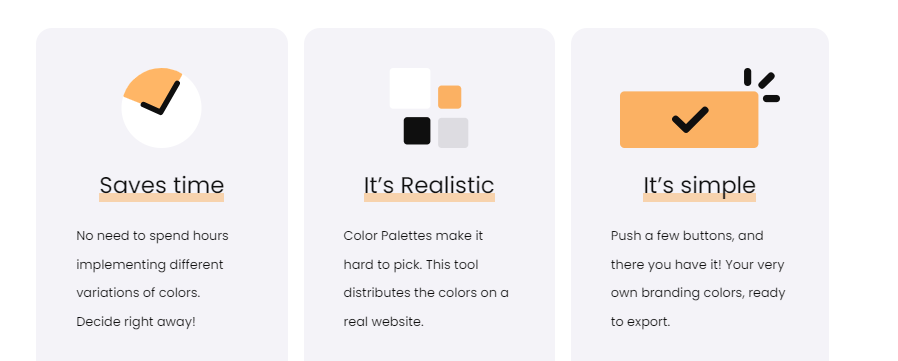 Saves time
No need to spend hours
implementing different
variations of colors.
Decide right away!
It’s Realistic
Color Palettes make it
hard to pick. This tool
distributes the colors on a
real website.
It’s simple
Push a few buttons, and
there you have it! Your very
own branding colors, ready
to export.